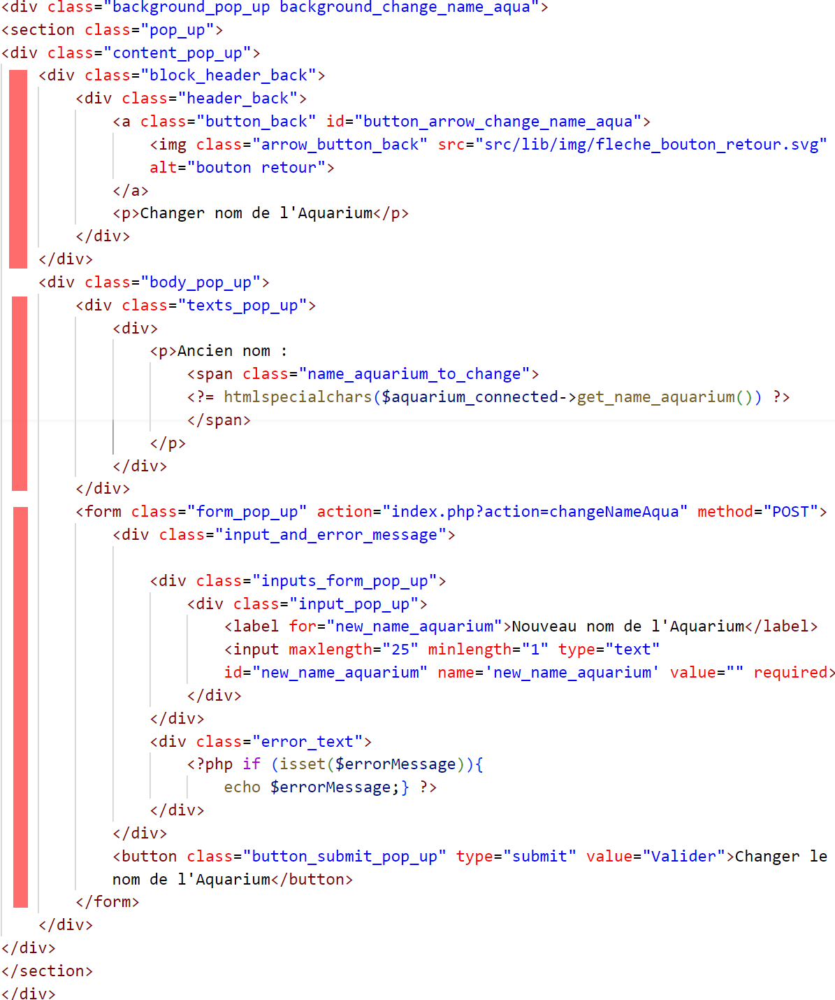 <div class="background_pop_up background_change_name_aqua">
<section class="pop_up">
<div class="content_pop_up">
<div class="block_header_back">
<div class="header_back">
<a class="button_back" id="button_arrow_change_name_aqua">
<img class="arrow_button_back" src="src/lib/img/fleche_bouton_retour.svg"
alt="bouton retour">
</a>
<p>Changer nom de l'Aquarium</p>
</div>
</div>
<div class="body_pop_up">
<div class="texts_pop_up">
<div>
<p>Ancien nom :
<span class="name_aquarium_to_change">
<?= htmlspecialchars($aquarium_connected->get_name_aquarium()) ?>
</span>
</p>
</div>
</div>
<form class="form_pop_up" action="index.php?action=changeNameAqua" method="POST">
<div class="input_and_error_message">
<div class="inputs_form_pop_up">
<div class="input_pop_up">
<label for="new_name_aquarium">Nouveau nom de l'Aquarium</label>
<input maxlength="25" minlength="1" type="text"
id="new_name_aquarium" name='new_name_aquarium' value="" required>
</div>
</div>
<div class="error_text">
<?php if (isset($errorMessage)){
echo $errorMessage;} ?>
</div>
</div>
<button class="button_submit_pop_up" type="submit" value="Valider">Changer le
nom de l'Aquarium</button>
</form>
</div>
</div>
</section>
</div>